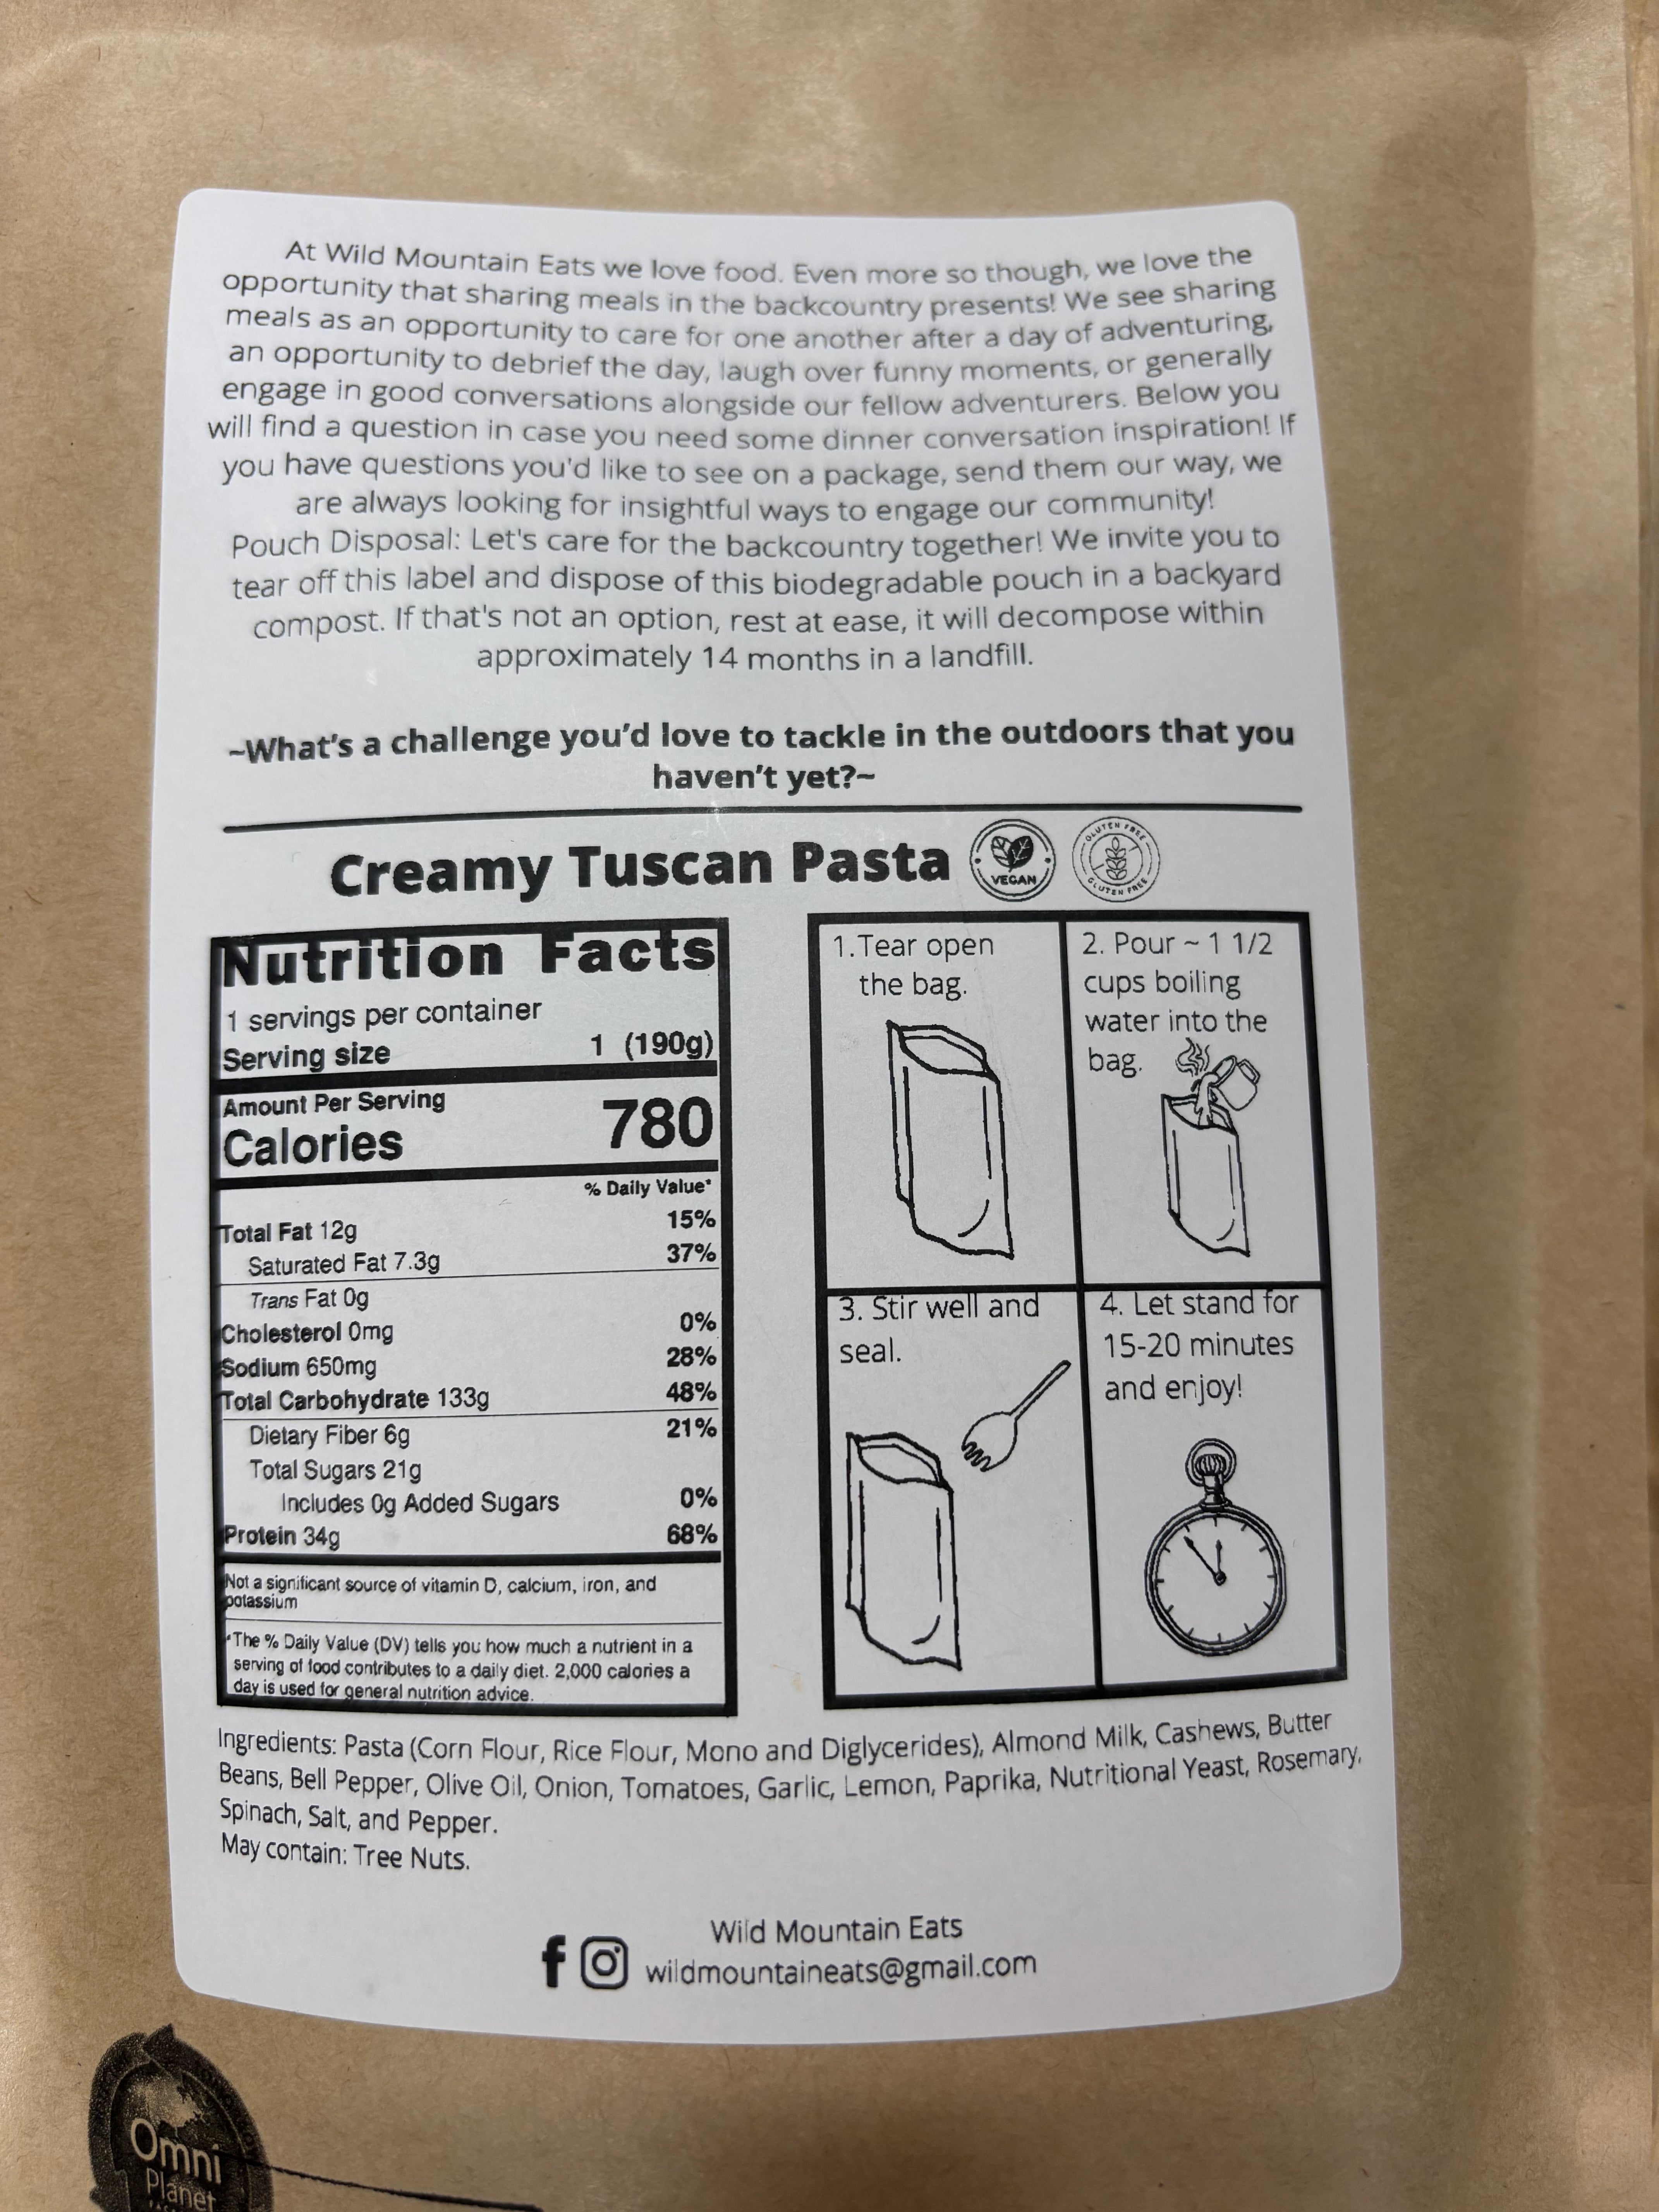 At Wild Mountain Eats we love food. Even more so though, we love the
opportunity that sharing meals in the backcountry presents! We see sharing
meals as an opportunity to care for one another after a day of adventuring,
an opportunity to debrief the day, laugh over funny moments, or generally
engage in good conversations alongside our fellow adventurers. Below you
will find a question in case you need some dinner conversation inspiration! If
you have questions you'd like to see on a package, send them our way, we
are always looking for insightful ways to engage our community!
Pouch Disposal: Let's care for the backcountry together! We invite you to
tear off this label and dispose of this biodegradable pouch in a backyard
compost. If that's not an option, rest at ease, it will decompose within
approximately 14 months in a landfill.
~What's a challenge you'd love to tackle in the outdoors that you
haven't yet?~
Creamy Tuscan Pasta
VEGAN
GLUTEN FREE
GLUTEN FREE
Nutrition Facts
1 servings per container
Serving size 1 (190g)
Amount Per Serving
Calories 780
% Daily Value*
Total Fat 12g 15%
Saturated Fat 7.3g 37%
Trans Fat 0g
Cholesterol 0mg 0%
Sodium 650mg 28%
Total Carbohydrate 133g 48%
Dietary Fiber 6g 21%
Total Sugars 21g
Includes 0g Added Sugars 0%
Protein 34g 68%
Not a significant source of vitamin D, calcium, iron, and
potassium
*The % Daily Value (DV) tells you how much a nutrient in a
serving of food contributes to a daily diet. 2,000 calories a
day is used for general nutrition advice.
1. Tear open
the bag.
2. Pour ~ 1 1/2
cups boiling
water into the
bag.
3. Stir well and
seal.
4. Let stand for
15-20 minutes
and enjoy!
Ingredients: Pasta (Corn Flour, Rice Flour, Mono and Diglycerides), Almond Milk, Cashews, Butter
Beans, Bell Pepper, Olive Oil, Onion, Tomatoes, Garlic, Lemon, Paprika, Nutritional Yeast, Rosemary,
Spinach, Salt, and Pepper.
May contain: Tree Nuts.
Wild Mountain Eats
wildmountaineats@gmail.com
Omni
Planet